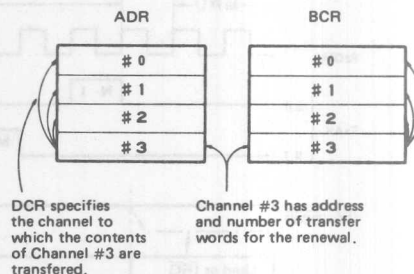 ADR BCR
# 0 # 0
# 1 # 1
# 2 # 2
# 3 # 3
DCR specifies
the channel to
which the contents
of Channel #3 are
transfered.
Channel #3 has address
and number of transfer
words for the renewal.